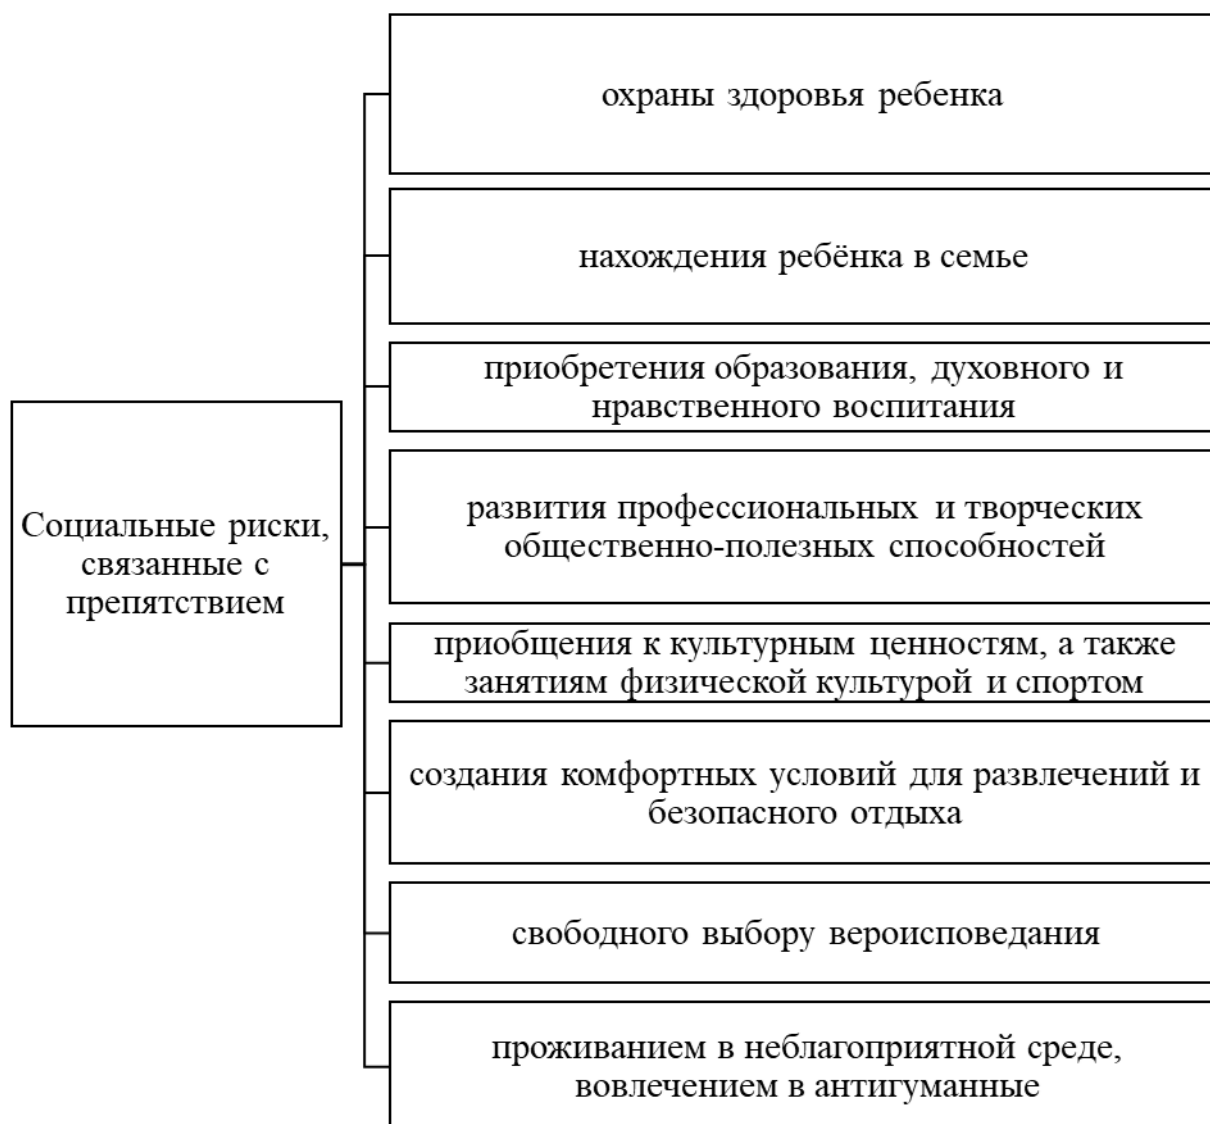 Социальные риски,
связанные с
препятствием
охраны здоровья ребенка
нахождения ребёнка в семье
приобретения образования, духовного и
нравственного воспитания
развития профессиональных и творческих
общественно-полезных способностей
приобщения к культурным ценностям, а также
занятиям физической культурой и спортом
создания комфортных условий для развлечений и
безопасного отдыха
свободного выбору вероисповедания
проживанием в неблагоприятной среде,
вовлечением в антигуманные